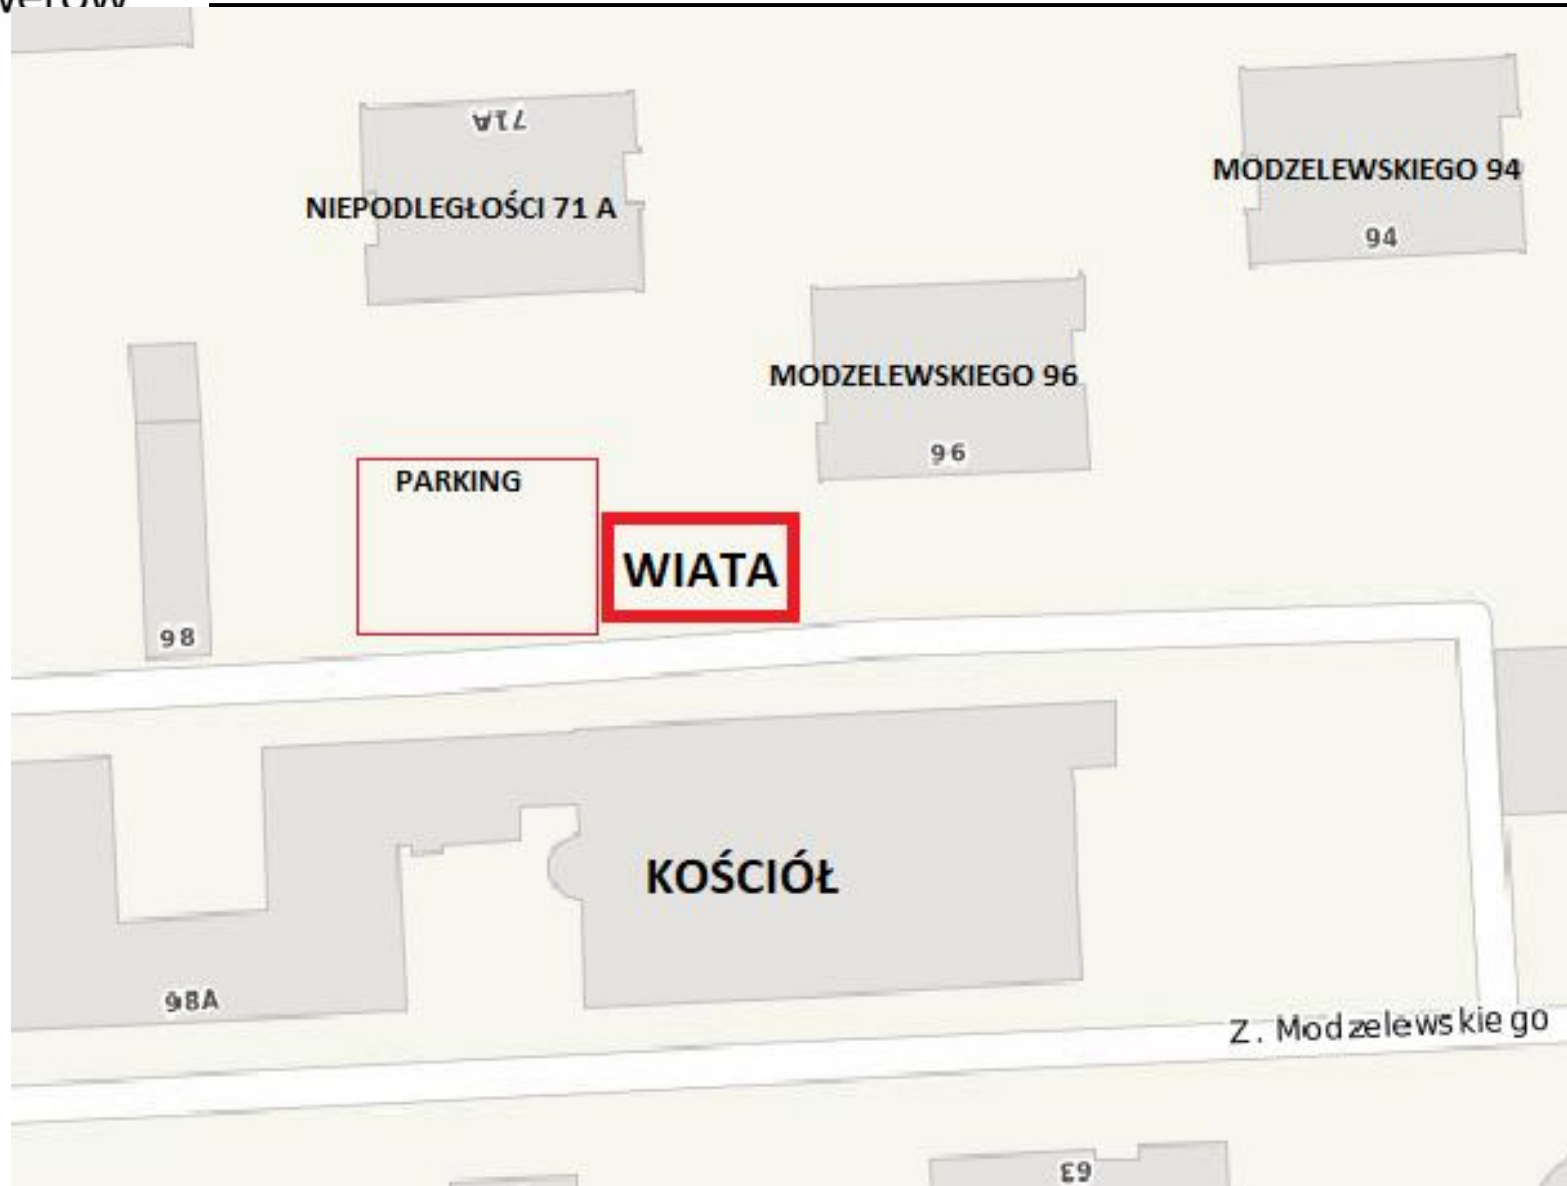 71A
NIEPODLEGŁOŚCI 71 A
MODZELEWSKIEGO 94
94
MODZELEWSKIEGO 96
96
PARKING
WIATA
98
KOŚCIÓŁ
98A
Z. Modzelewskiego
63